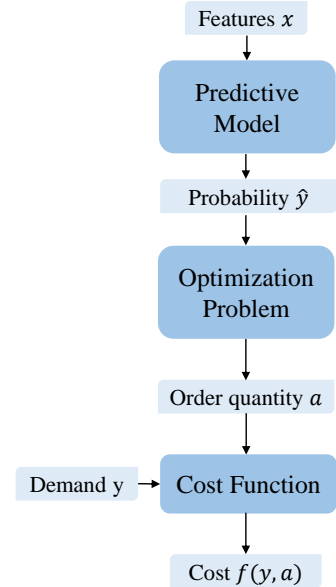 Features x
Predictive
Model
Probability ŷ
Optimization
Problem
Order quantity a
Demand y
Cost Function
Cost f(y, a)